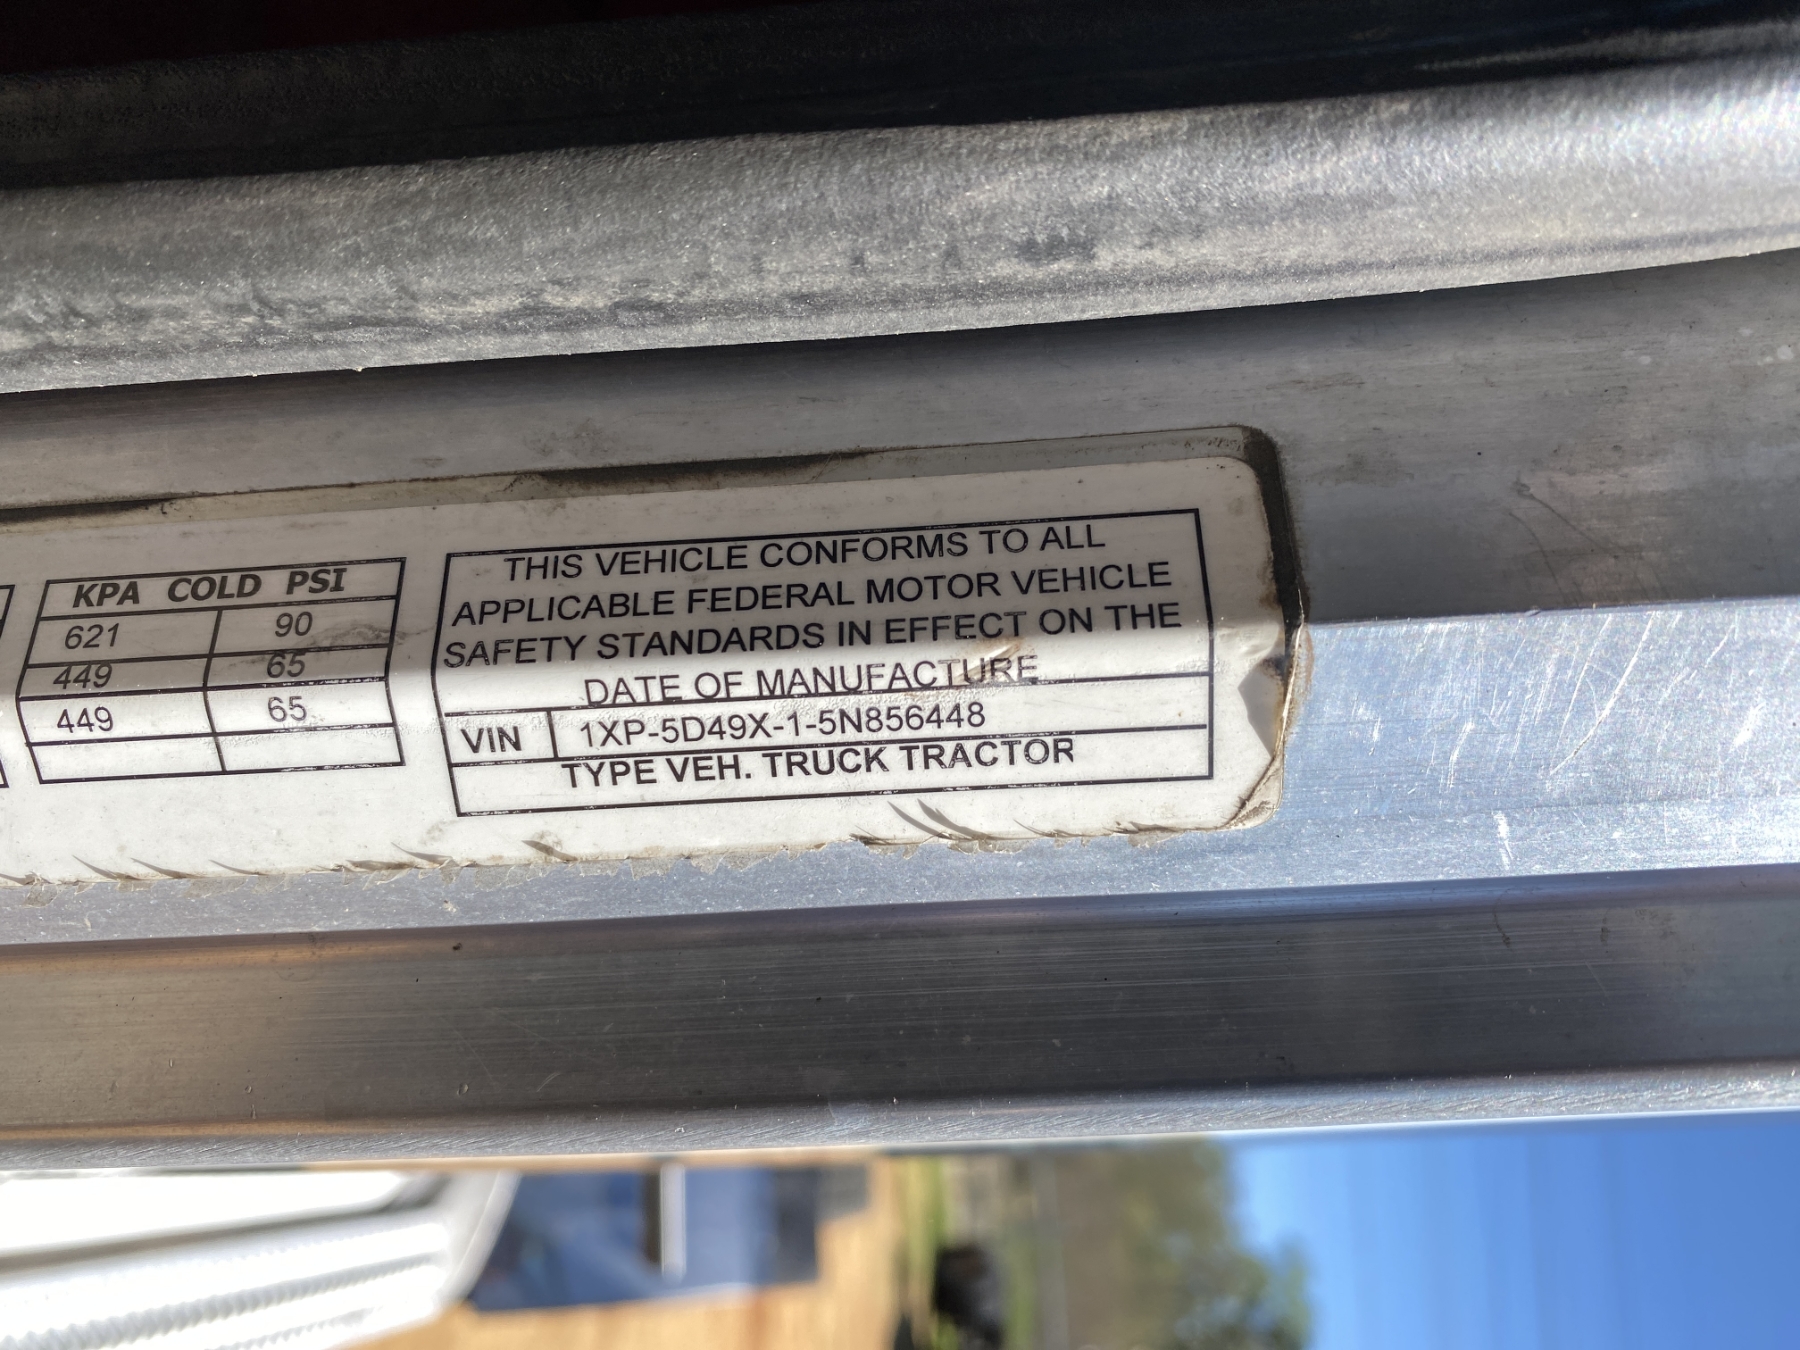 KPA COLD PSI
621 90
449 65
449 65
THIS VEHICLE CONFORMS TO ALL
APPLICABLE FEDERAL MOTOR VEHICLE
SAFETY STANDARDS IN EFFECT ON THE
DATE OF MANUFACTURE
VIN 1XP-5D49X-1-5N856448
TYPE VEH. TRUCK TRACTOR